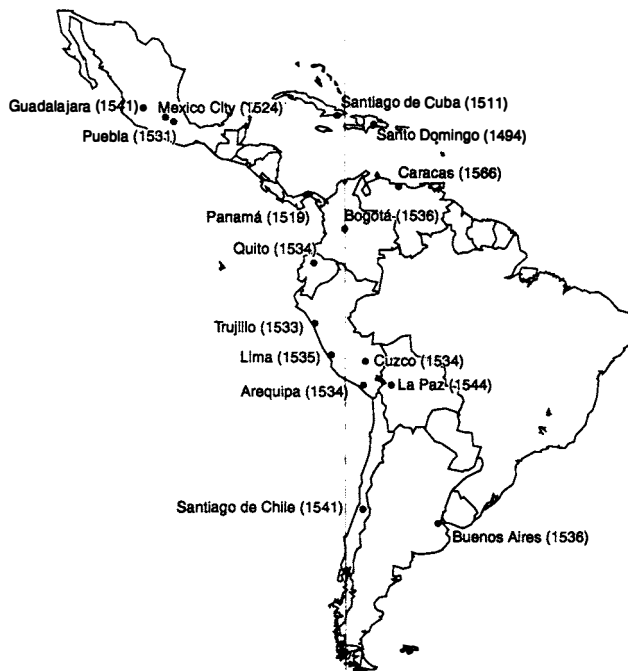 Guadalajara (1541)
Mexico City (1524)
Puebla (1531)
Santiago de Cuba (1511)
Santo Domingo (1494)
Caracas (1566)
Panamá (1519)
Bogotá (1536)
Quito (1534)
Trujillo (1533)
Lima (1535)
Cuzco (1534)
Arequipa (1534)
La Paz (1544)
Santiago de Chile (1541)
Buenos Aires (1536)